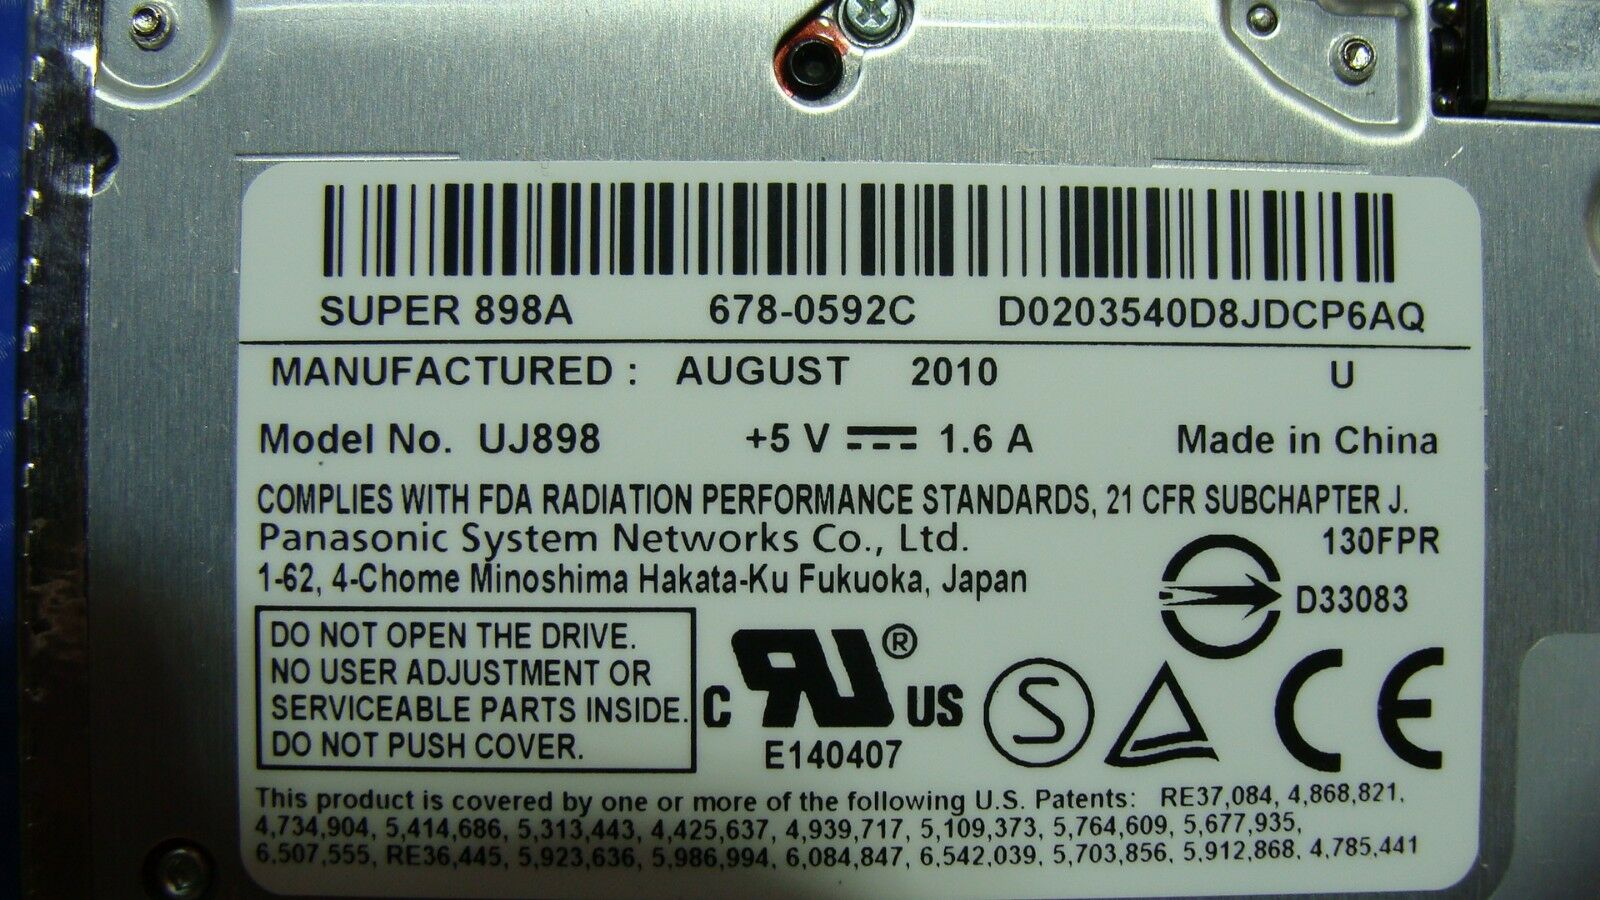 SUPER 898A 678-0592C D0203540D8JDCP6AQ
MANUFACTURED : AUGUST 2010 U
Model No. UJ898 +5 V 1.6 A Made in China
COMPLIES WITH FDA RADIATION PERFORMANCE STANDARDS, 21 CFR SUBCHAPTER J.
Panasonic System Networks Co., Ltd. 130FPR
1-62, 4-Chome Minoshima Hakata-Ku Fukuoka, Japan D33083
DO NOT OPEN THE DRIVE.
NO USER ADJUSTMENT OR
SERVICEABLE PARTS INSIDE.
DO NOT PUSH COVER.
C RU ® US
E140407
S
CE
This product is covered by one or more of the following U.S. Patents: RE37,084, 4,868,821,
4,734,904, 5,414,686, 5,313,443, 4,425,637, 4,939,717, 5,109,373, 5,764,609, 5,677,935,
6,507,555, RE36,445, 5,923,636, 5,986,994, 6,084,847, 6,542,039, 5,703,856, 5,912,868, 4,785,441